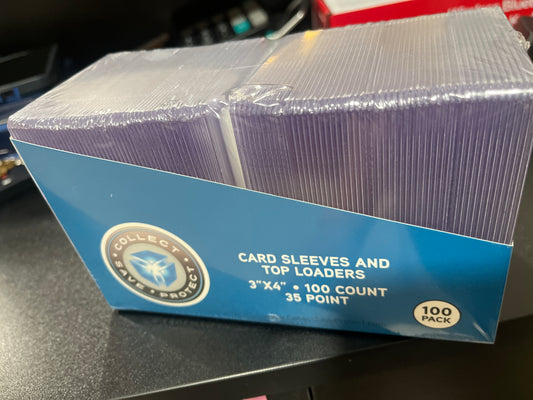 COLLECT
SAVE • PROTECT
CARD SLEEVES AND
TOP LOADERS
3"X4" • 100 COUNT
35 POINT
100
PACK